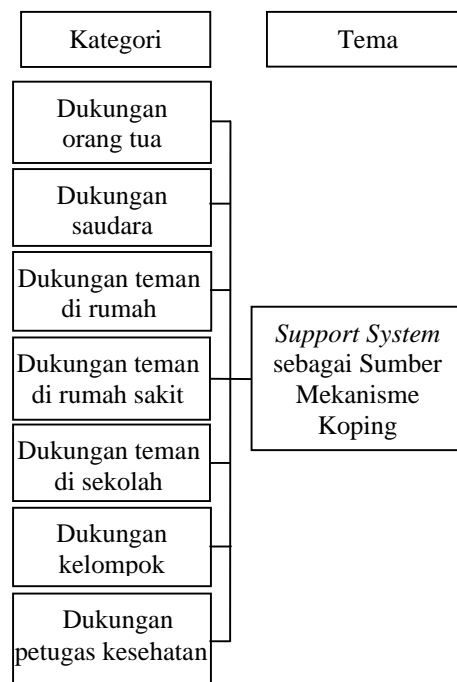 Kategori
Tema
Dukungan
orang tua
Dukungan
saudara
Dukungan teman
di rumah
Dukungan teman
di rumah sakit
Dukungan teman
di sekolah
Dukungan
kelompok
Dukungan
petugas kesehatan
Support System
sebagai Sumber
Mekanisme
Koping